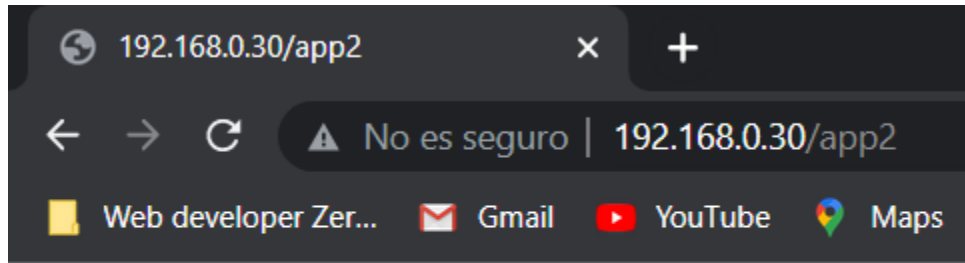 192.168.0.30/app2
No es seguro | 192.168.0.30/app2
Web developer Zer... Gmail YouTube Maps